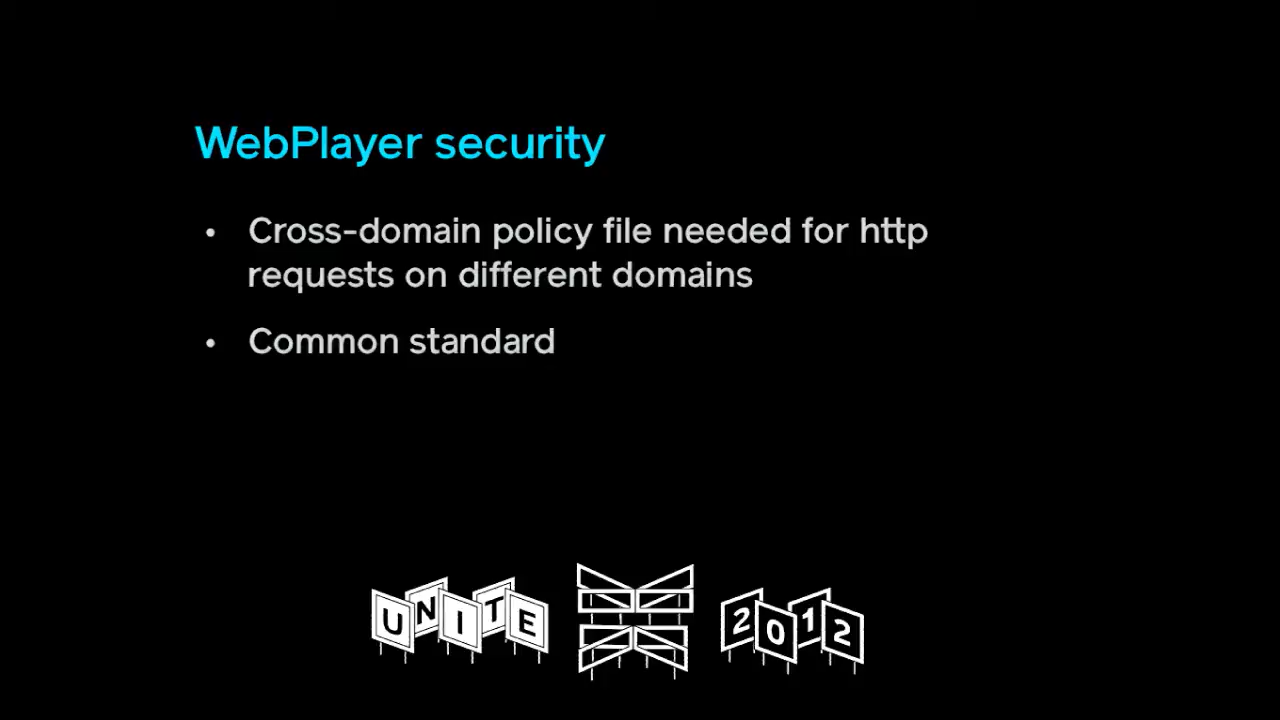 WebPlayer security
• Cross-domain policy file needed for http
requests on different domains
• Common standard
UNITE 2012